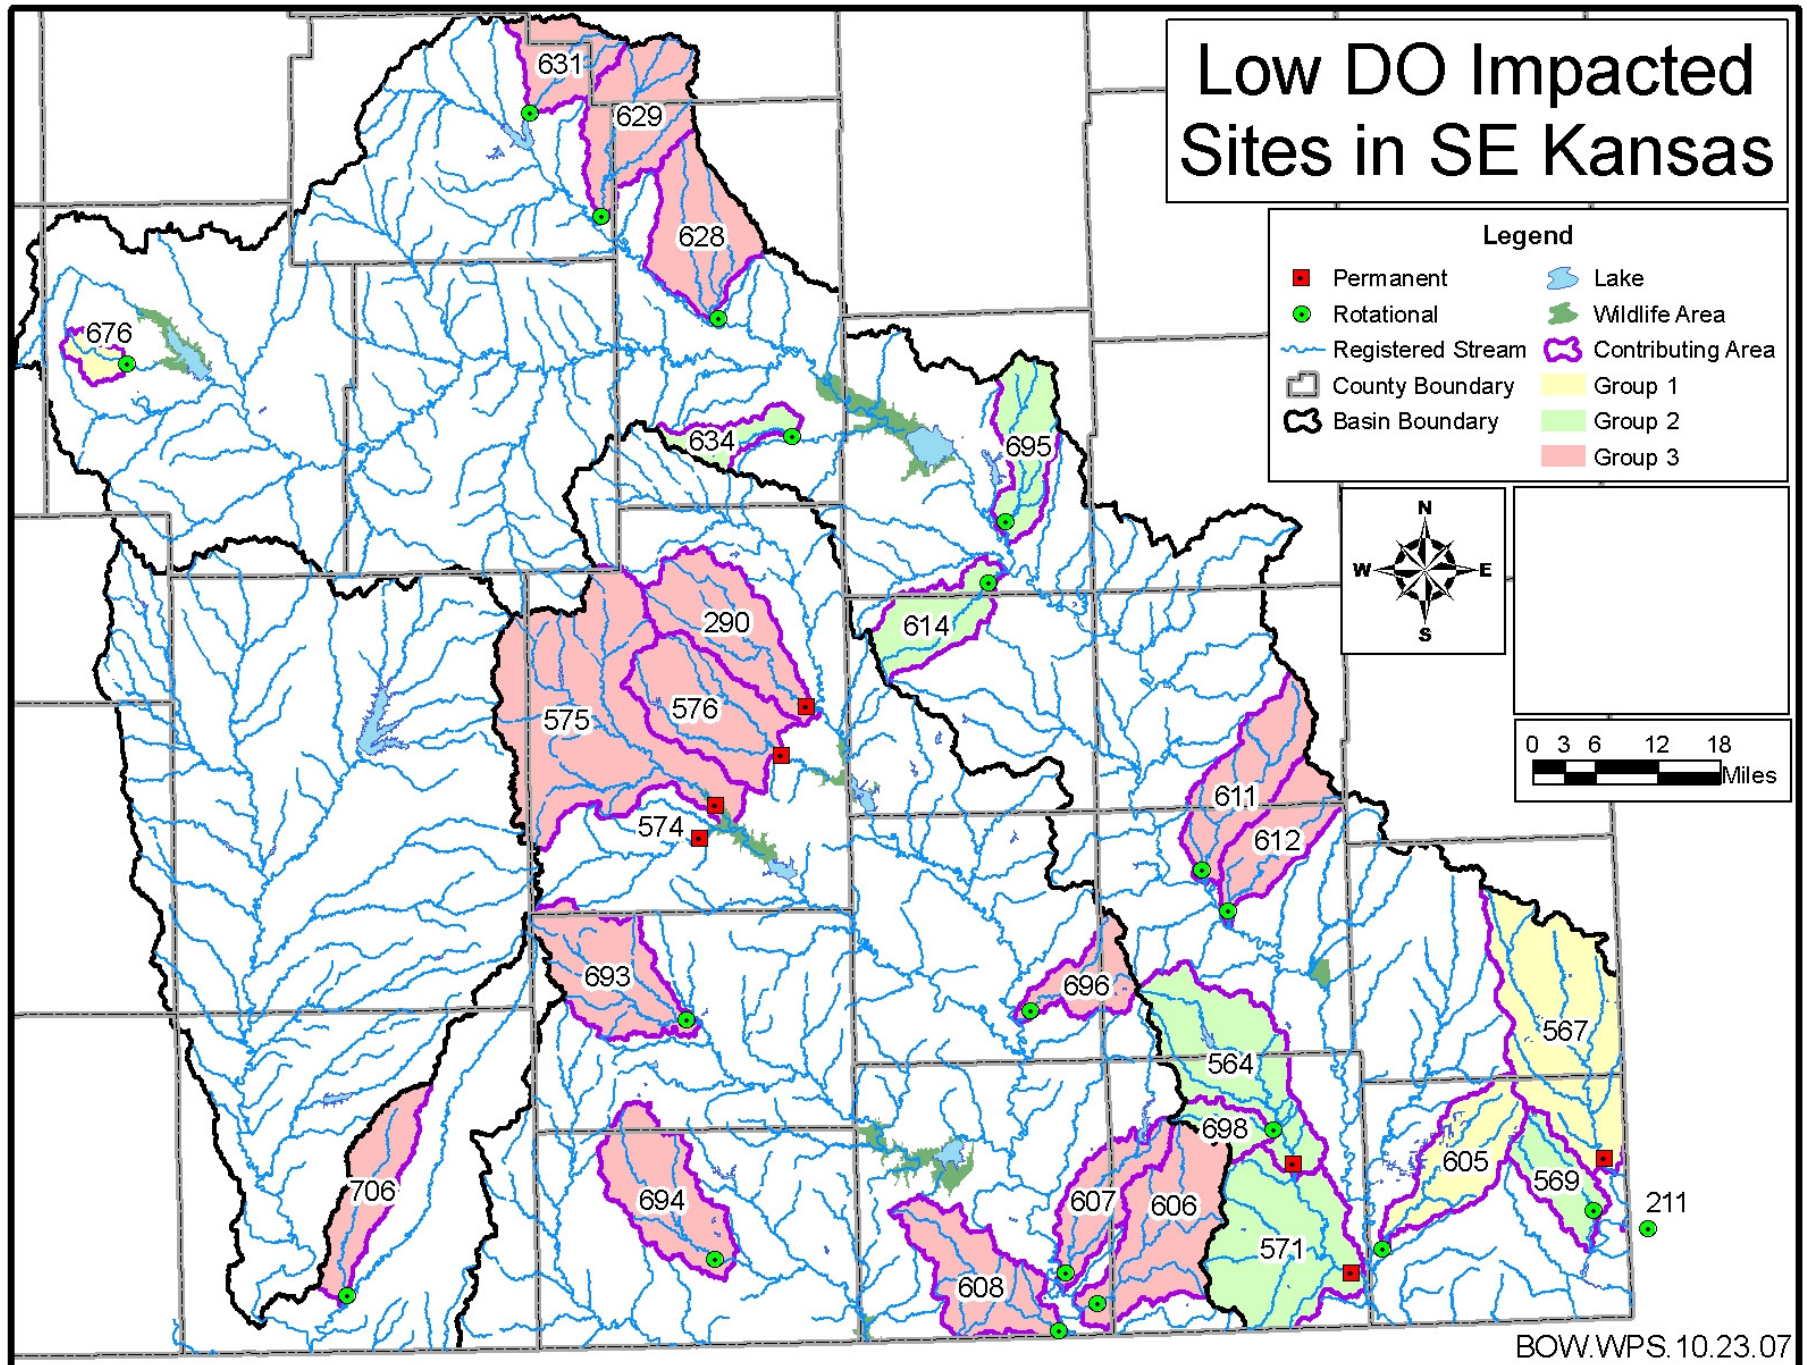 Low DO Impacted
Sites in SE Kansas
Legend
Permanent
Lake
Rotational
Wildlife Area
Registered Stream
Contributing Area
County Boundary
Group 1
Basin Boundary
Group 2
Group 3
N
W E
S
0 3 6 12 18
Miles
631
629
628
676
634
695
290
614
575
576
611
574
612
693
696
567
564
698
605
706
694
607
606
569
211
571
608
BOW.WPS.10.23.07